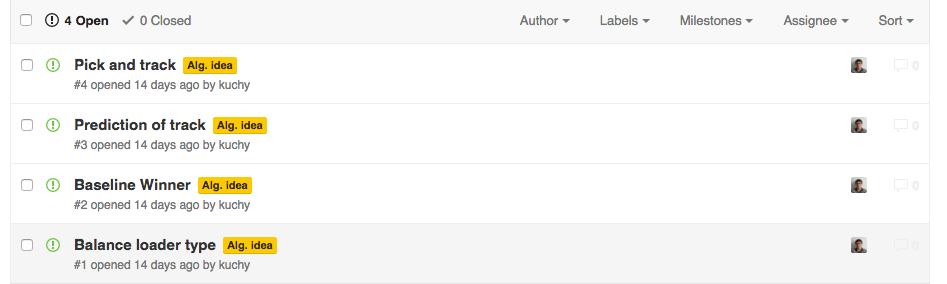 4 Open 0 Closed Author Labels Milestones Assignee Sort
Pick and track Alg. idea 0
#4 opened 14 days ago by kuchy
Prediction of track Alg. idea 0
#3 opened 14 days ago by kuchy
Baseline Winner Alg. idea 0
#2 opened 14 days ago by kuchy
Balance loader type Alg. idea 0
#1 opened 14 days ago by kuchy